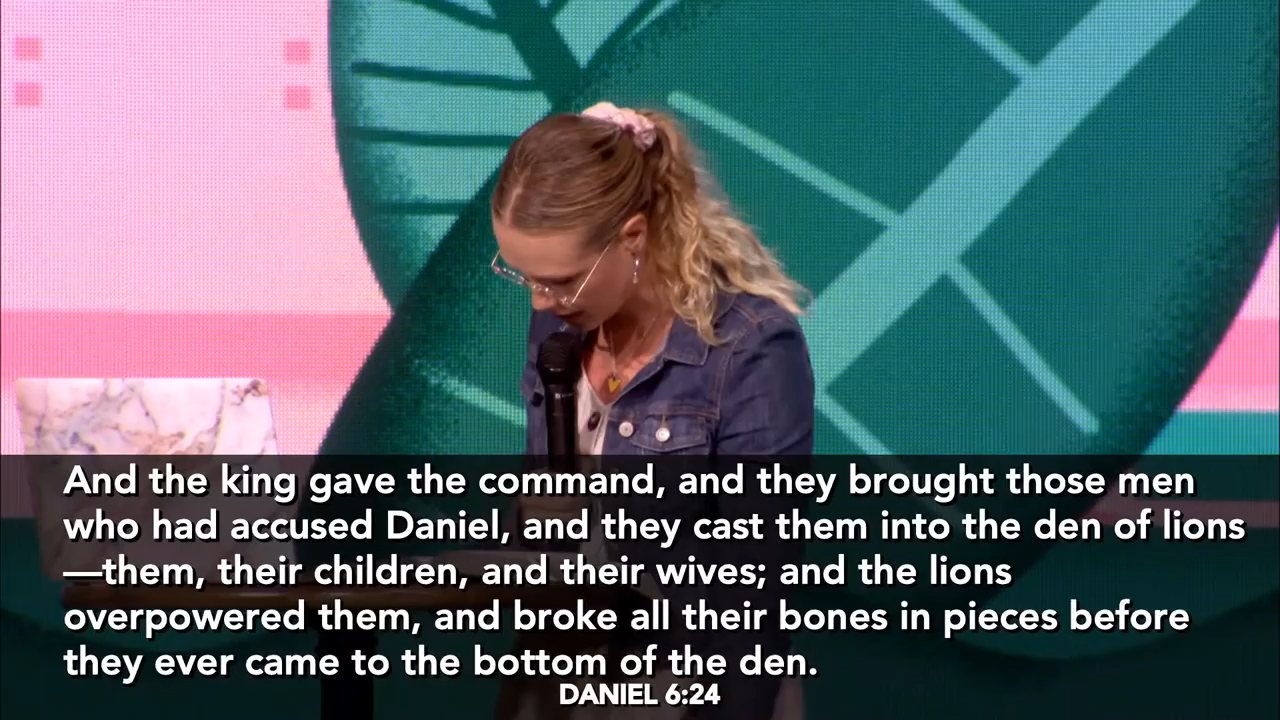 And the king gave the command, and they brought those men
who had accused Daniel, and they cast them into the den of lions
—them, their children, and their wives; and the lions
overpowered them, and broke all their bones in pieces before
they ever came to the bottom of the den.
DANIEL 6:24